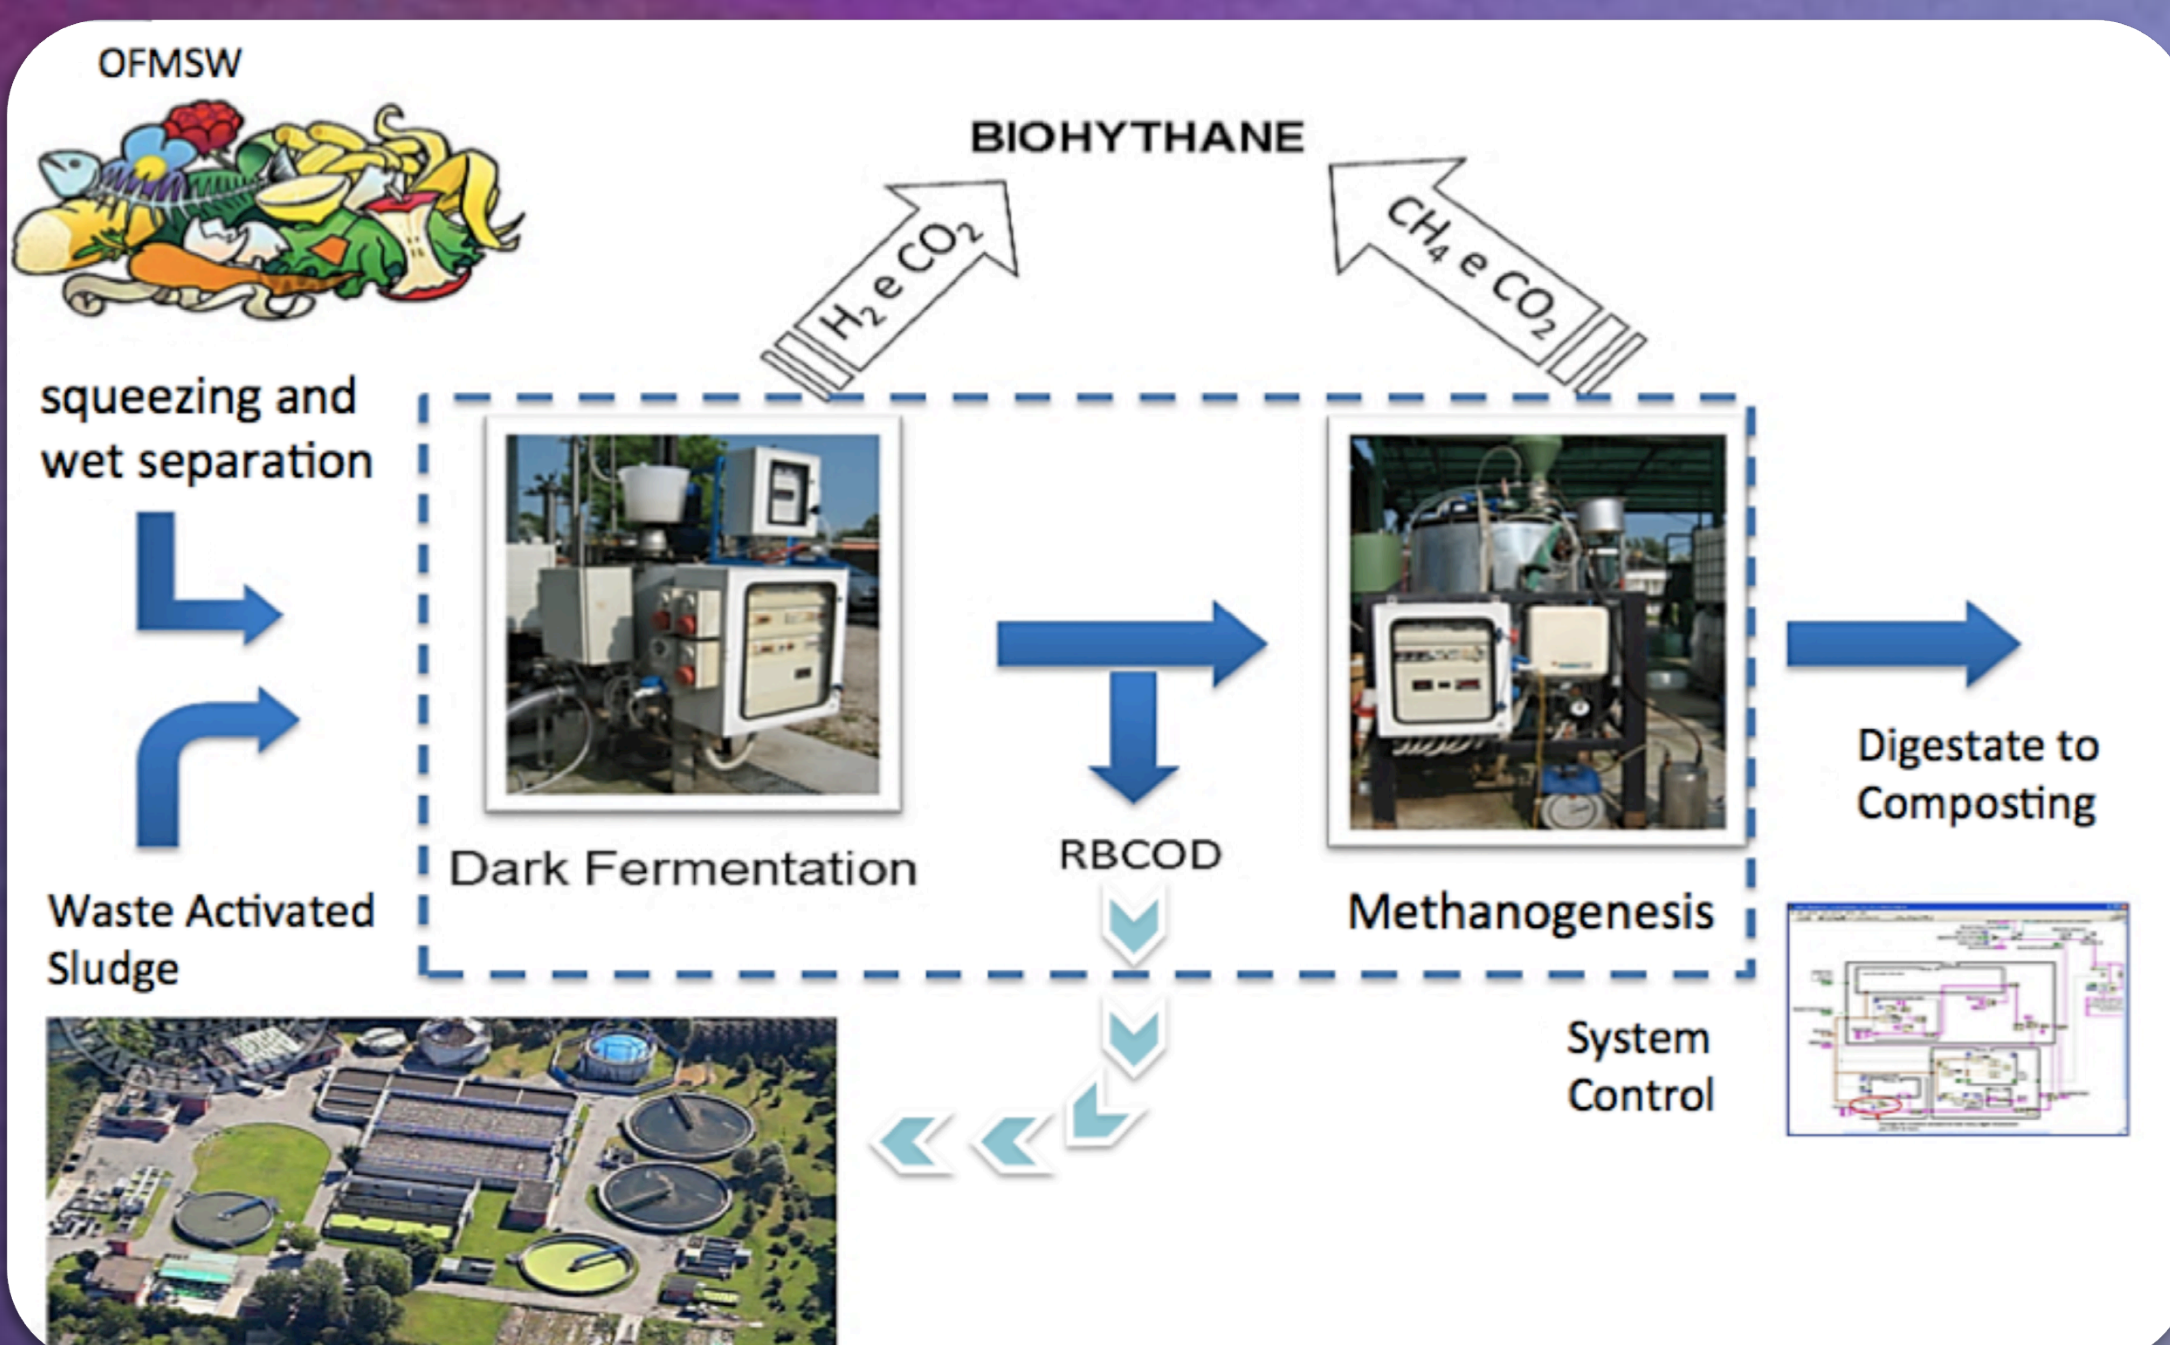 OFMSW
BIOHYTHANE
H₂ e CO₂
CH₄ e CO₂
squeezing and
wet separation
Dark Fermentation
RBCOD
Methanogenesis
Digestate to
Composting
Waste Activated
Sludge
System
Control